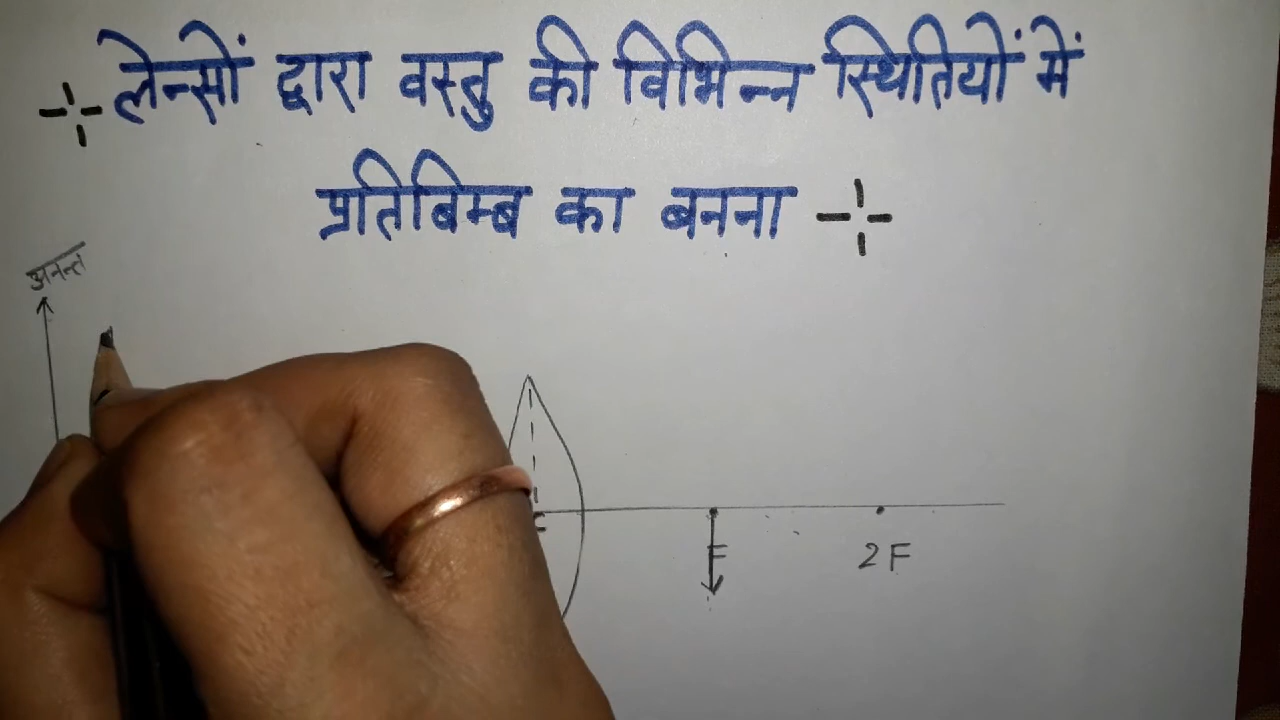 लेन्सों द्वारा वस्तु की विभिन्न स्थितियों में
प्रतिबिम्ब का बनना
अनन्त
F
2F